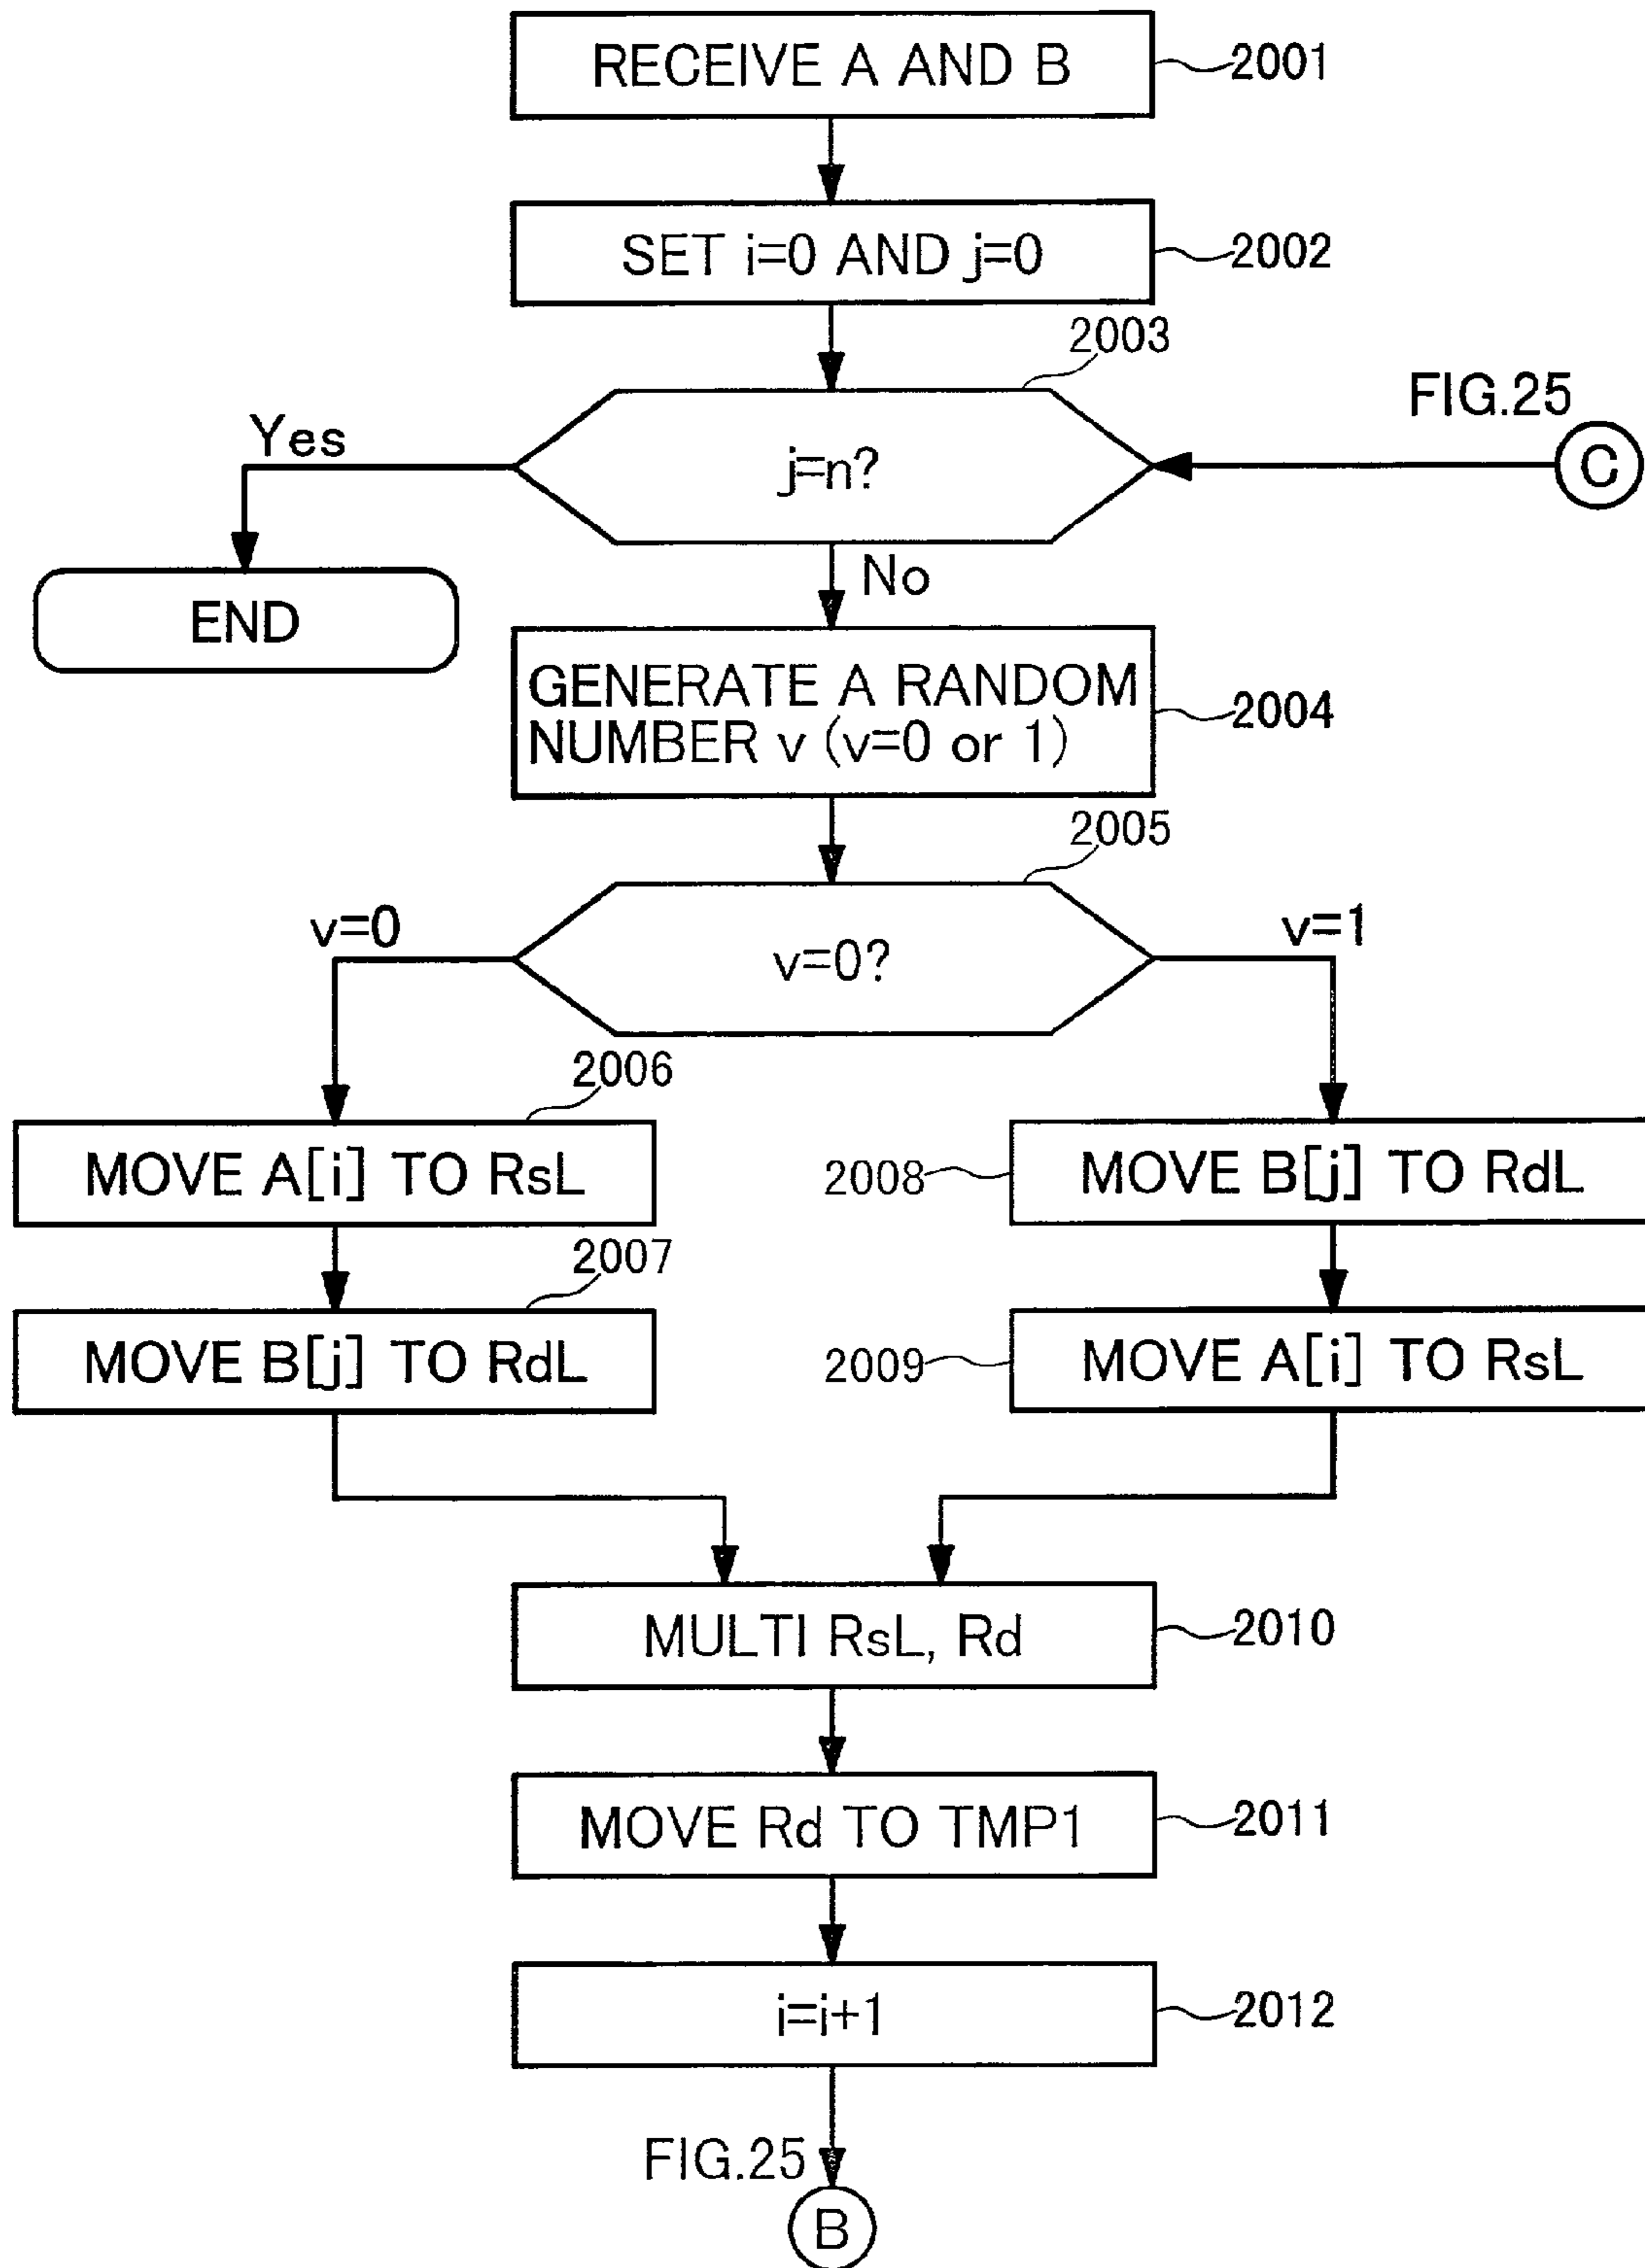 RECEIVE A AND B
2001
SET i=0 AND j=0
2002
2003
FIG.25
Yes
j=n?
C
No
END
GENERATE A RANDOM
NUMBER v (v=0 or 1)
2004
2005
v=0
v=0?
v=1
2006
MOVE A[i] TO RsL
2008
MOVE B[j] TO RdL
2007
MOVE B[j] TO RdL
2009
MOVE A[i] TO RsL
MULTI RsL, Rd
2010
MOVE Rd TO TMP1
2011
i=i+1
2012
FIG.25
B